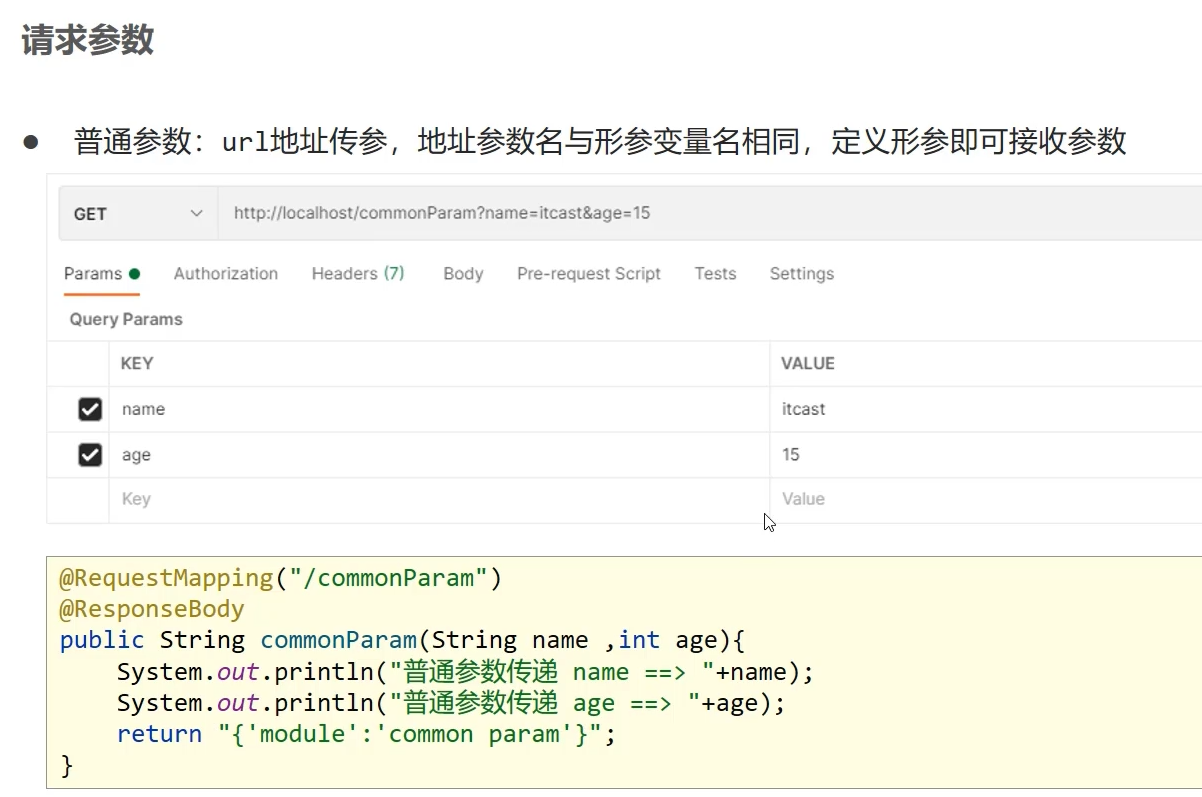 请求参数
● 普通参数：url地址传参，地址参数名与形参变量名相同，定义形参即可接收参数
GET http://localhost/commonParam?name=itcast&age=15
Params Authorization Headers (7) Body Pre-request Script Tests Settings
Query Params
KEY VALUE
name itcast
age 15
Key Value
@RequestMapping("/commonParam")
@ResponseBody
public String commonParam(String name ,int age){
    System.out.println("普通参数传递 name ==> "+name);
    System.out.println("普通参数传递 age ==> "+age);
    return "{'module':'common param'}";
}